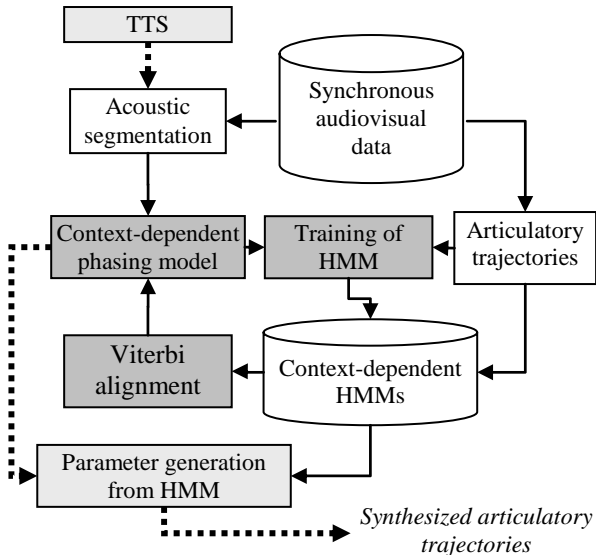 TTS
Acoustic
segmentation
Synchronous
audiovisual
data
Context-dependent
phasing model
Training of
HMM
Articulatory
trajectories
Viterbi
alignment
Context-dependent
HMMs
Parameter generation
from HMM
Synthesized articulatory
trajectories